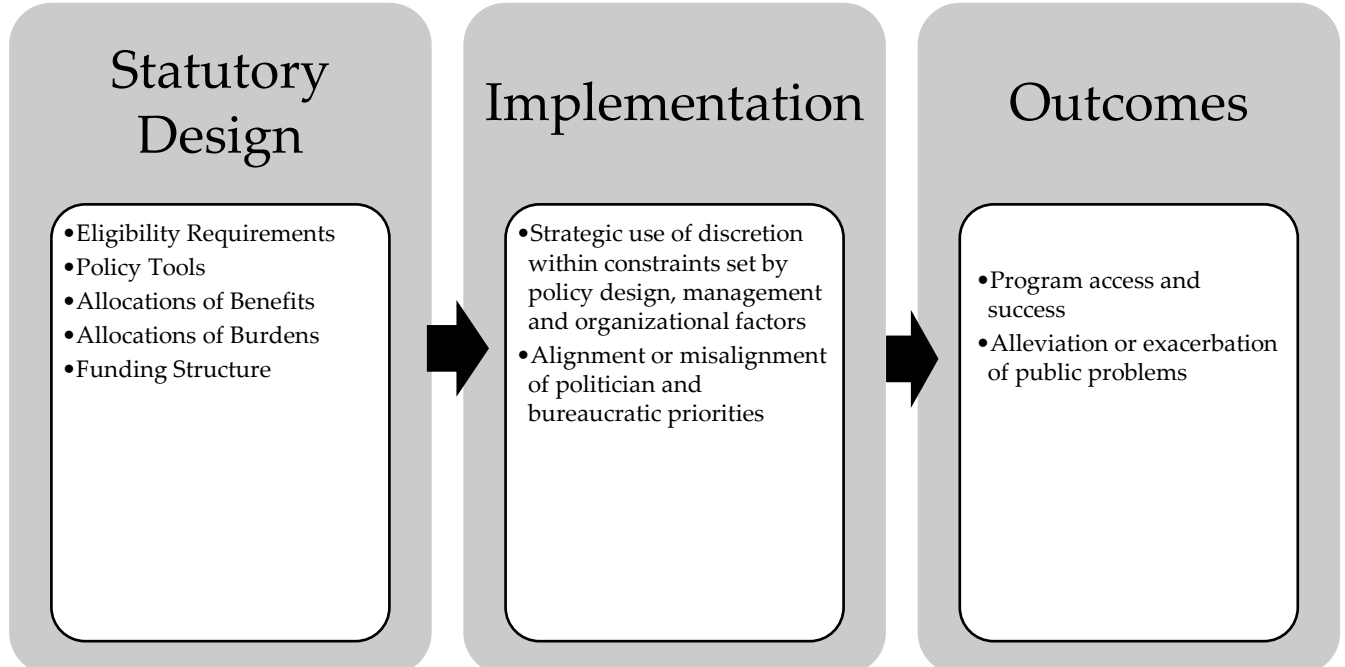 Statutory
Design
•Eligibility Requirements
•Policy Tools
•Allocations of Benefits
•Allocations of Burdens
•Funding Structure
Implementation
•Strategic use of discretion
within constraints set by
policy design, management
and organizational factors
•Alignment or misalignment
of politician and
bureaucratic priorities
Outcomes
•Program access and
success
•Alleviation or exacerbation
of public problems